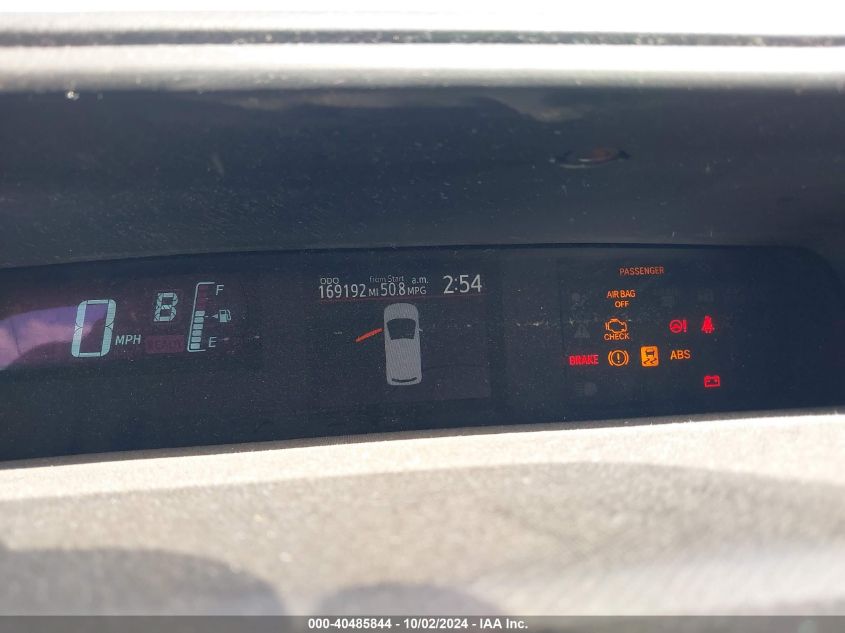 ODO from Start a.m.
169192 MI 50.8 MPG 2:54
0 MPH
B
READY
F
E
PASSENGER
AIR BAG
OFF
CHECK
BRAKE
ABS
000-40485844 - 10/02/2024 - IAA Inc.